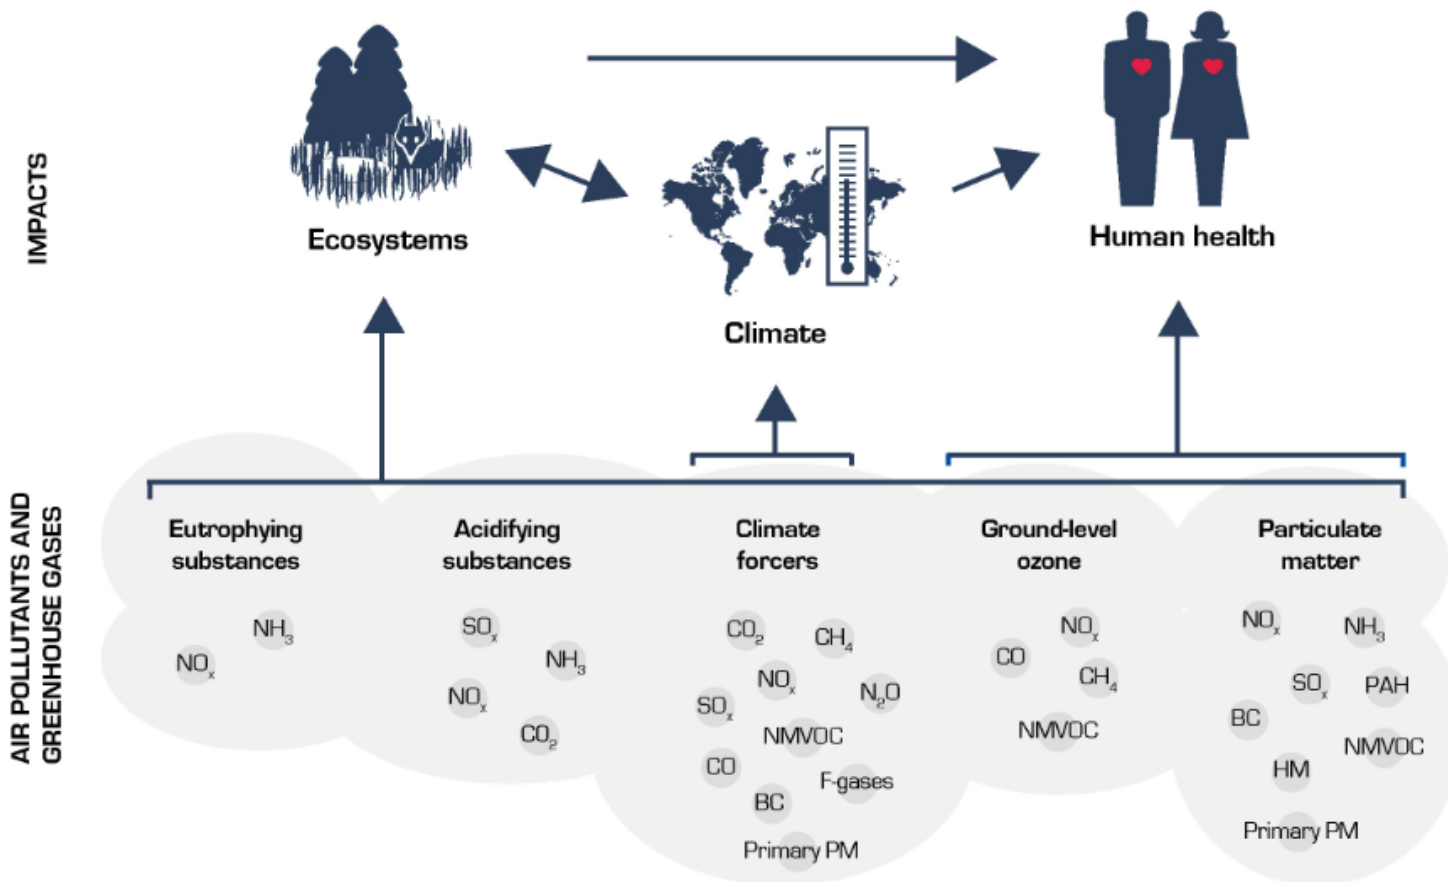 IMPACTS
Ecosystems
Climate
Human health
AIR POLLUTANTS AND
GREENHOUSE GASES
Eutrophying
substances
NH₃
NOₓ
Acidifying
substances
SOₓ
NH₃
NOₓ
CO₂
Climate
forcers
CO₂
CH₄
NOₓ
N₂O
SOₓ
NMVOC
CO
F-gases
BC
Primary PM
Ground-level
ozone
NOₓ
CO
CH₄
NMVOC
Particulate
matter
NOₓ
NH₃
SOₓ
PAH
BC
NMVOC
HM
Primary PM